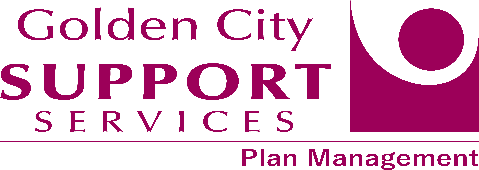 Golden City
SUPPORT
SERVICES
Plan Management